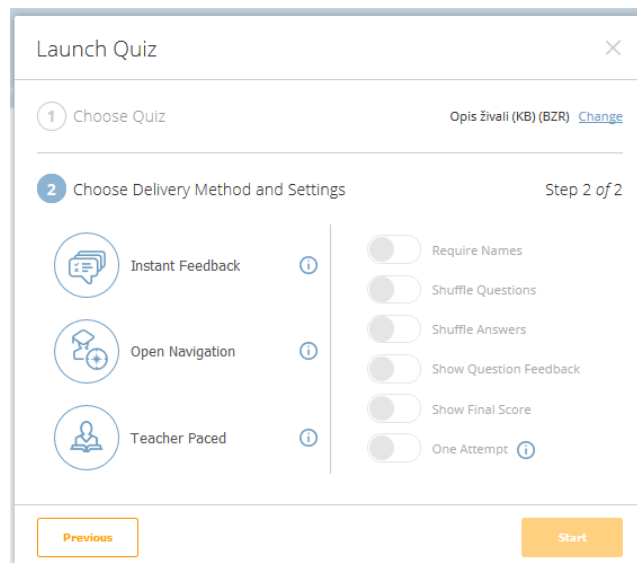 Launch Quiz
1 Choose Quiz
Opis živali (KB) (BZR) Change
2 Choose Delivery Method and Settings
Step 2 of 2
Instant Feedback
Open Navigation
Teacher Paced
Require Names
Shuffle Questions
Shuffle Answers
Show Question Feedback
Show Final Score
One Attempt
Previous
Start